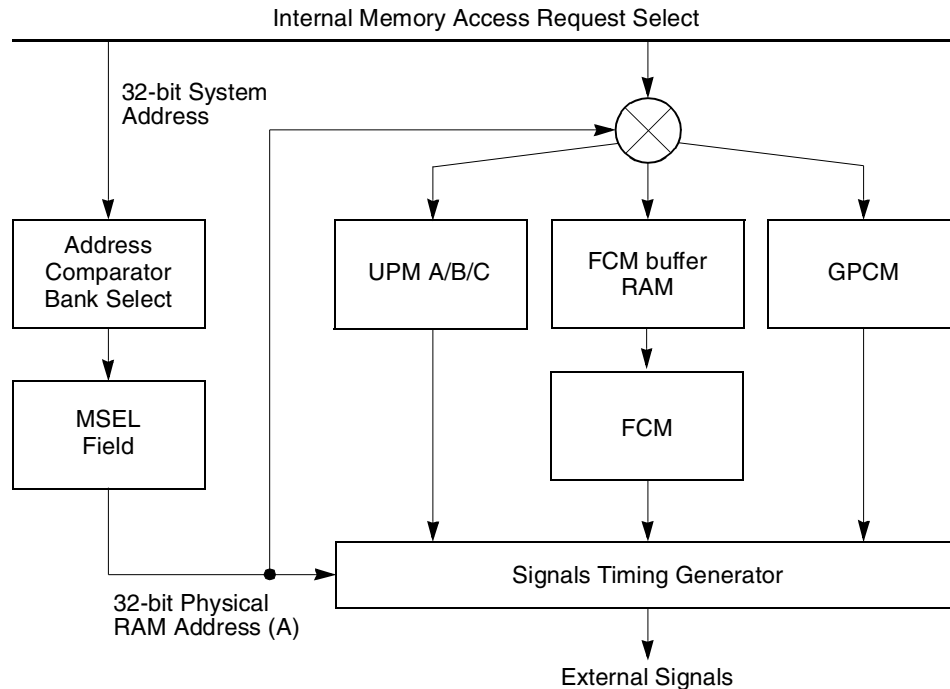 Internal Memory Access Request Select
32-bit System
Address
Address
Comparator
Bank Select
UPM A/B/C
FCM buffer
RAM
GPCM
MSEL
Field
FCM
Signals Timing Generator
32-bit Physical
RAM Address (A)
External Signals